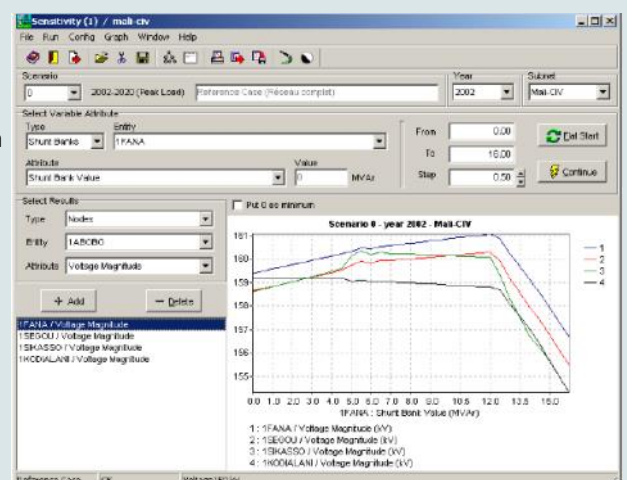 Sensitivity (1) / mali-civ
File Run Config Graph Window Help
Scenario Year Subnet
0 2002-2020 (Peak Load) Reference Case (Réseau complet) 2002 Mali-CIV
Select Variable Attribute
Type Entity
Shunt Banks 1FANA
From 0.00
To 16.00
Step 0.50
Start
Continue
Attribute Value
Shunt Bank Value 0 MVAr
Select Results
Type Nodes
Entity 1ABOBO
Attribute Voltage Magnitude
+ Add - Delete
1FANA / Voltage Magnitude
1SEGOU / Voltage Magnitude
1SIKASSO / Voltage Magnitude
1KODIALANI / Voltage Magnitude
Put 0 as minimum
Scenario 0 - year 2002 - Mali-CIV
161
160
159
158
157
156
155
1
2
3
4
0.0 1.0 2.0 3.0 4.0 5.0 6.0 7.0 8.0 9.0 10.5 12.0 13.5 15.0
1FANA : Shunt Bank Value (MVAr)
1 : 1FANA / Voltage Magnitude (kV)
2 : 1SEGOU / Voltage Magnitude (kV)
3 : 1SIKASSO / Voltage Magnitude (kV)
4 : 1KODIALANI / Voltage Magnitude (kV)
Reference Case OK